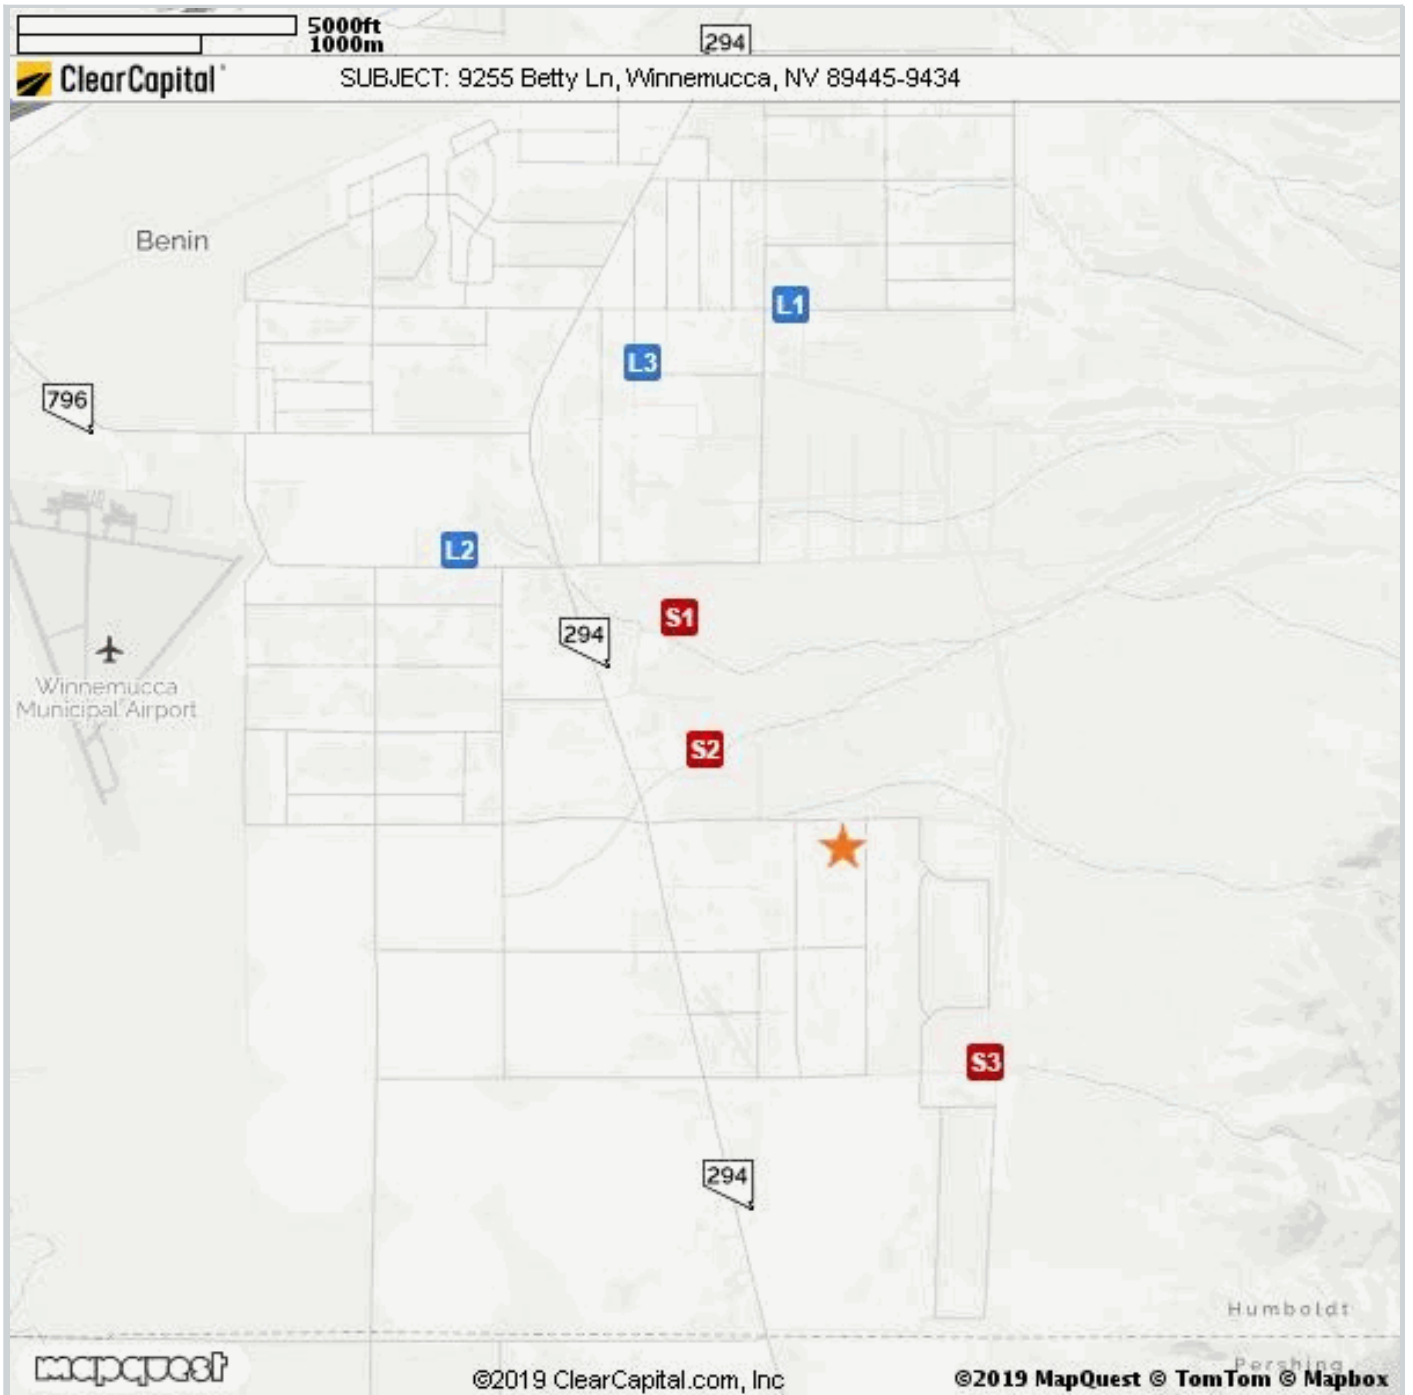 5000ft
1000m
294
ClearCapital
SUBJECT: 9255 Betty Ln, Winnemucca, NV 89445-9434
Benin
L1
L3
796
L2
S1
294
Winnemucca
Municipal Airport
S2
S3
294
Humboldt
Pershing
mapquest
©2019 ClearCapital.com, Inc
©2019 MapQuest © TomTom © Mapbox